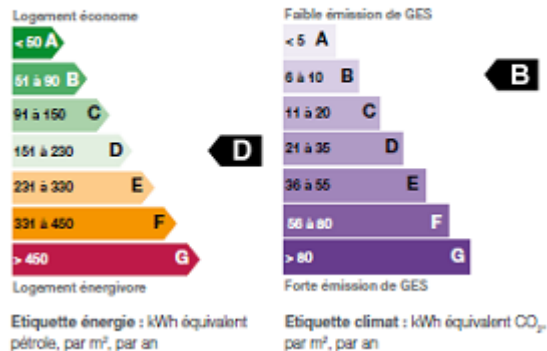 Logement économe
< 50 A
51 à 90 B
91 à 150 C
151 à 230 D
D
231 à 330 E
331 à 450 F
> 450 G
Logement énergivore
Etiquette énergie : kWh équivalent
pétrole, par m², par an
Faible émission de GES
< 5 A
6 à 10 B
B
11 à 20 C
21 à 35 D
36 à 55 E
56 à 80 F
> 80 G
Forte émission de GES
Etiquette climat : kWh équivalent CO₂,
par m², par an